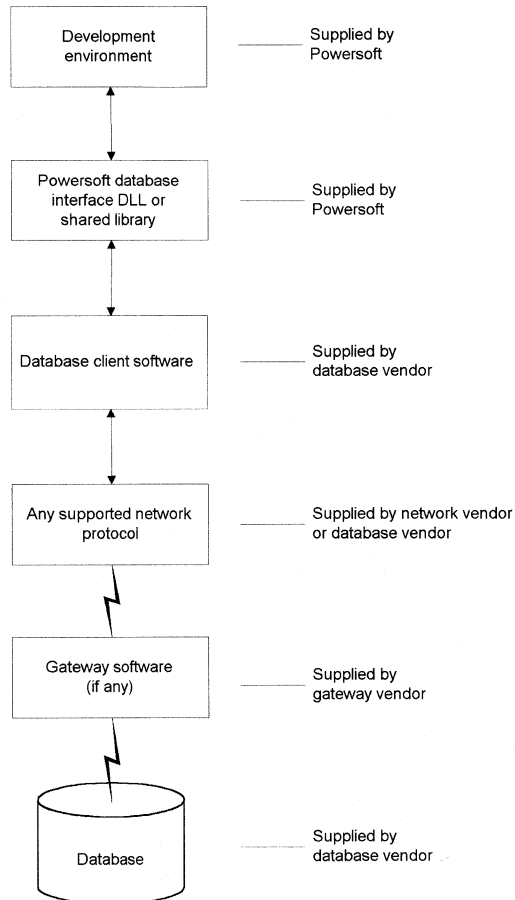 Development
environment
Supplied by
Powersoft
Powersoft database
interface DLL or
shared library
Supplied by
Powersoft
Database client software
Supplied by
database vendor
Any supported network
protocol
Supplied by network vendor
or database vendor
Gateway software
(if any)
Supplied by
gateway vendor
Database
Supplied by
database vendor